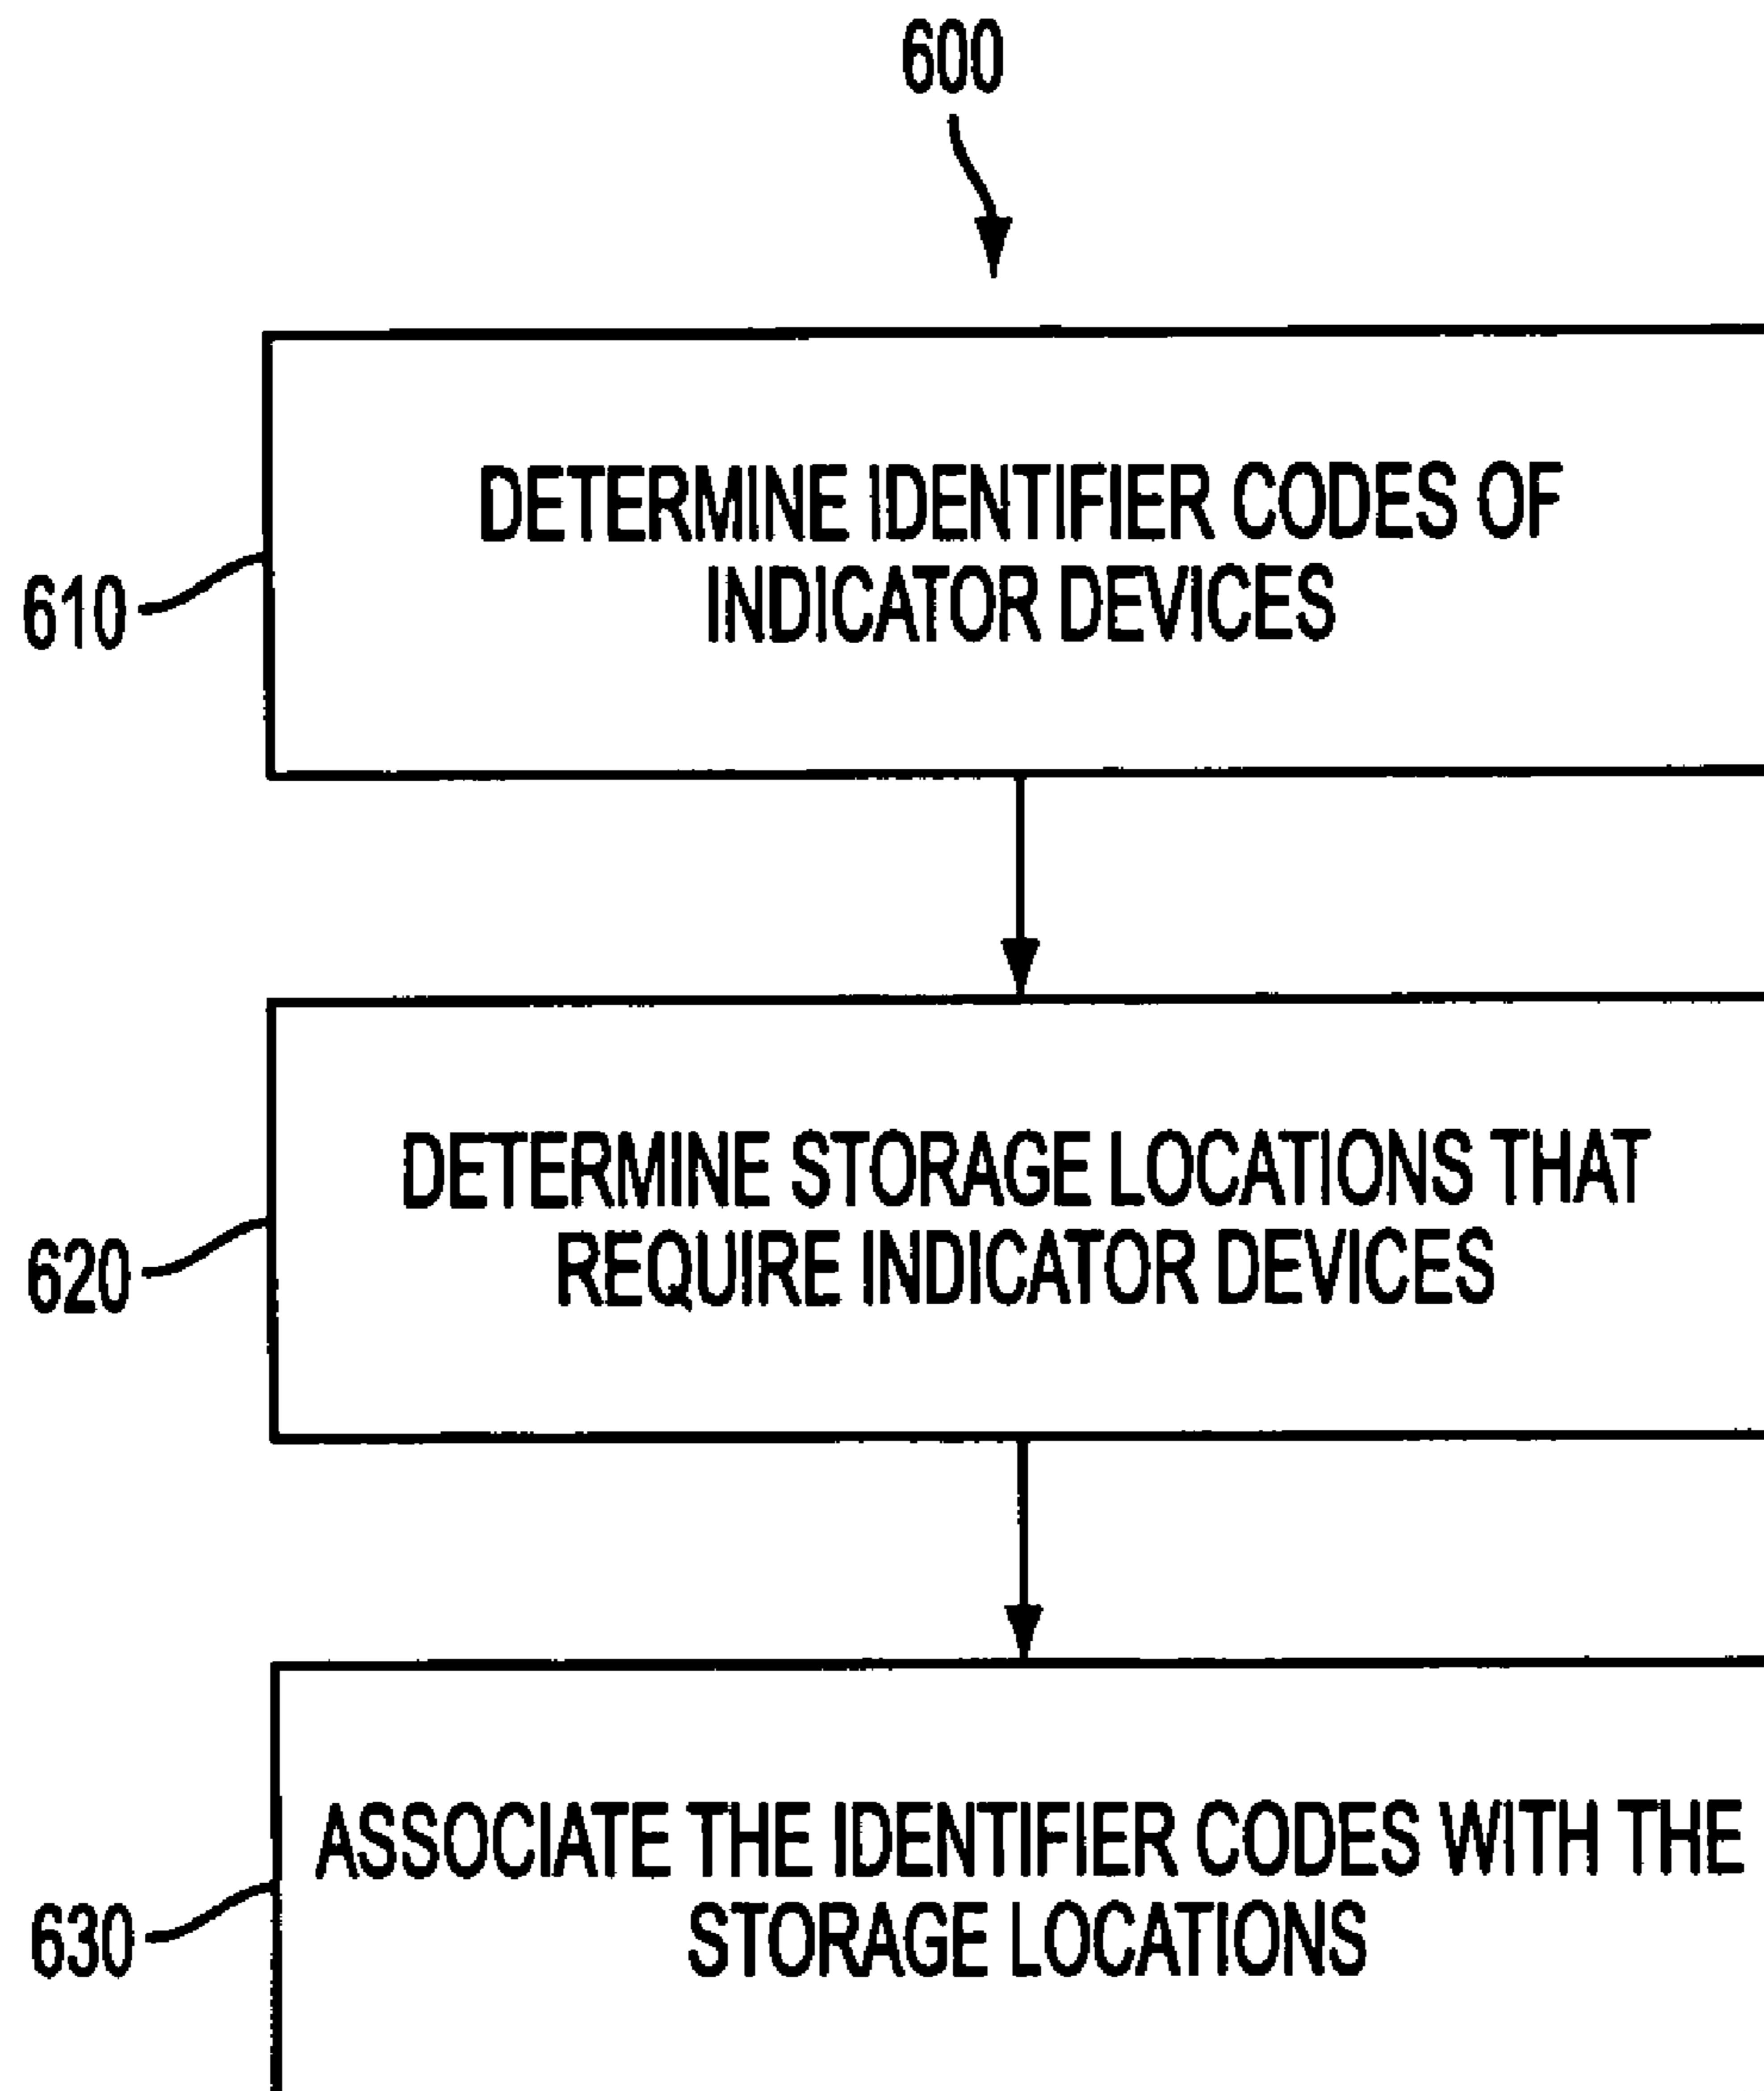 600
DETERMINE IDENTIFIER CODES OF
INDICATOR DEVICES
610
DETERMINE STORAGE LOCATIONS THAT
REQUIRE INDICATOR DEVICES
620
ASSOCIATE THE IDENTIFIER CODES WITH THE
STORAGE LOCATIONS
630